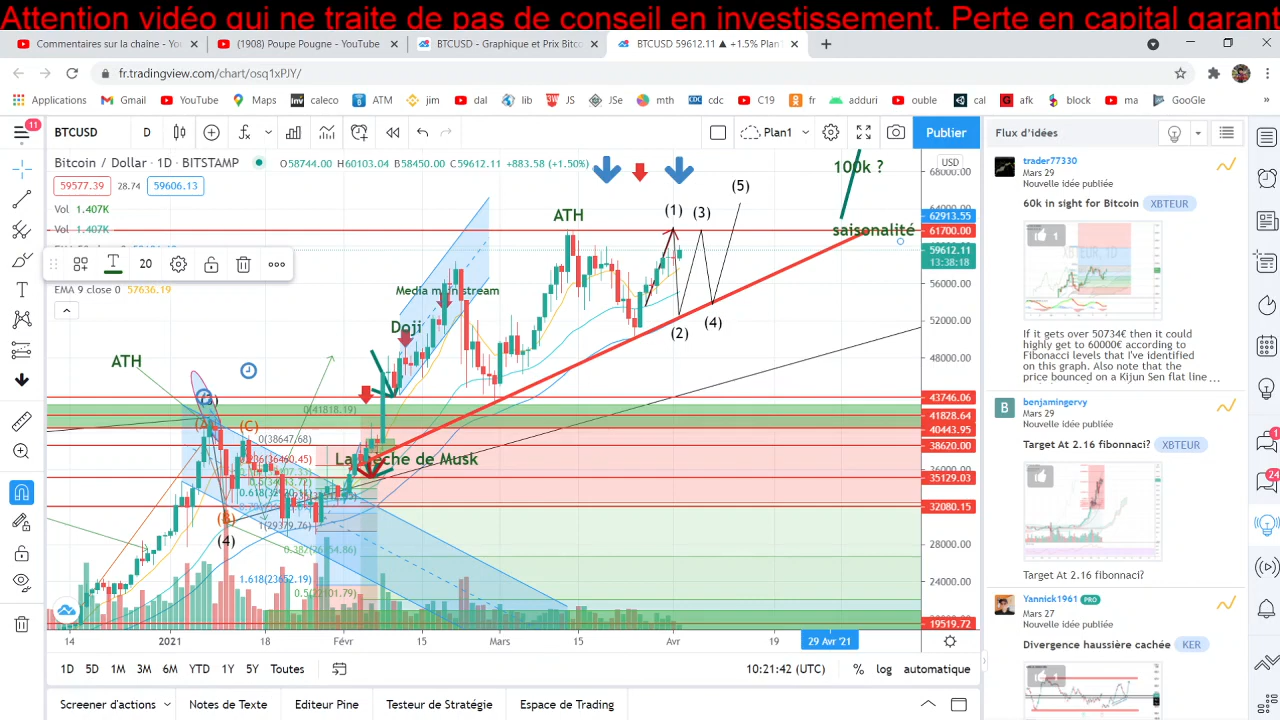 Attention vidéo qui ne traite de pas de conseil en investissement. Perte en capital garant
Commentaires sur la chaîne - Yo
(1908) Poupe Pougne - YouTube
BTCUSD - Graphique et Prix Bitco
BTCUSD 59612.11 ▲ +1.5% Plan
fr.tradingview.com/chart/osq1xPJY/
Applications
Gmail
YouTube
Maps
caleco
ATM
jim
dal
lib
JS
JSe
mth
cdc
C19
fr
adduri
ouble
cal
afk
block
ma
GooGle
11
BTCUSD
D
Plan1
Publier
Flux d'idées
Bitcoin / Dollar · 1D · BITSTAMP
O58744.00 H60103.04 B58450.00 C59612.11 +883.58 (+1.50%)
59577.39
28.74
59606.13
Vol 1.407K
Vol 1.407K
20
EMA 9 close 0 57636.19
100k ?
ATH
(1)
(3)
(5)
saisonalité
(2)
(4)
Media main stream
Doji
ATH
(A)
(C)
(B)
(4)
La flèche de Musk
0(41818.19)
0(38647.68)
(29379.76)
1.618(23652.19)
0.5(22101.79)
USD
68000.00
62913.55
61700.00
59612.11
13:38:18
56000.00
52000.00
48000.00
43746.06
41828.64
40443.95
38620.00
35129.03
32080.15
28000.00
24000.00
19519.72
14
2021
18
Févr
15
Mars
15
Avr
19
29 Avr '21
1D
5D
1M
3M
6M
YTD
1Y
5Y
Toutes
10:21:42 (UTC)
%
log
automatique
Screener d'actions
Notes de Texte
Editeur Pine
Testeur de Stratégie
Espace de Trading
trader77330
Mars 29
Nouvelle idée publiée
60k in sight for Bitcoin
XBTEUR
1
If it gets over 50734€ then it could
highly get to 60000€ according to
Fibonacci levels that I've identified
on this graph. Also note that the
price bounced on a Kijun Sen flat line ...
B
benjamingervy
Mars 29
Nouvelle idée publiée
Target At 2.16 fibonnaci?
XBTEUR
Target At 2.16 fibonnaci?
Yannick1961
PRO
Mars 27
Nouvelle idée publiée
Divergence haussière cachée
KER
1